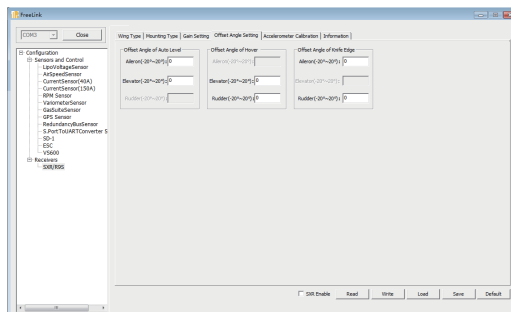 FreeLink
COM3
Close
Configuration
Sensors and Control
LipoVoltageSensor
AirSpeedSensor
CurrentSensor(40A)
CurrentSensor(150A)
RPM Sensor
VariometerSensor
GasSuiteSensor
GPS Sensor
RedundancyBusSensor
S.PortToUARTConverter S
SD-1
ESC
VS600
Receivers
SXR/R9S
Wing Type Mounting Type Gain Setting Offset Angle Setting Accelerometer Calibration Information
Offset Angle of Auto Level
Aileron(-20°~20°): 0
Elevator(-20°~20°): 0
Rudder(-20°~20°):
Offset Angle of Hover
Aileron(-20°~20°):
Elevator(-20°~20°): 0
Rudder(-20°~20°): 0
Offset Angle of Knife Edge
Aileron(-20°~20°): 0
Elevator(-20°~20°):
Rudder(-20°~20°): 0
SXR Enable Read Write Load Save Default